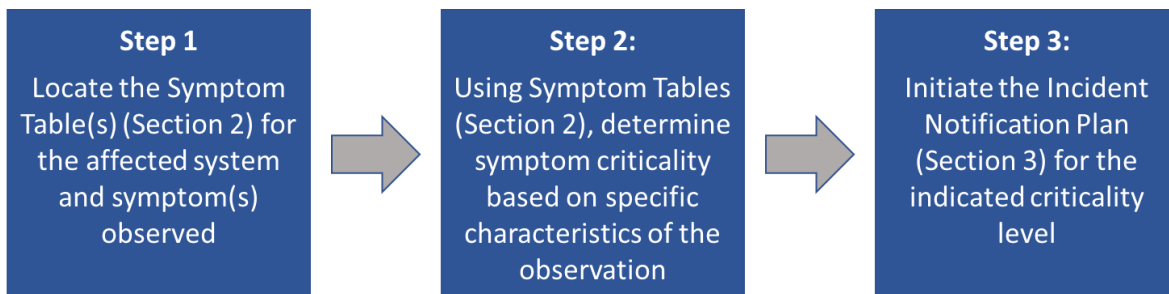 Step 1
Locate the Symptom
Table(s) (Section 2) for
the affected system
and symptom(s)
observed
Step 2:
Using Symptom Tables
(Section 2), determine
symptom criticality
based on specific
characteristics of the
observation
Step 3:
Initiate the Incident
Notification Plan
(Section 3) for the
indicated criticality
level